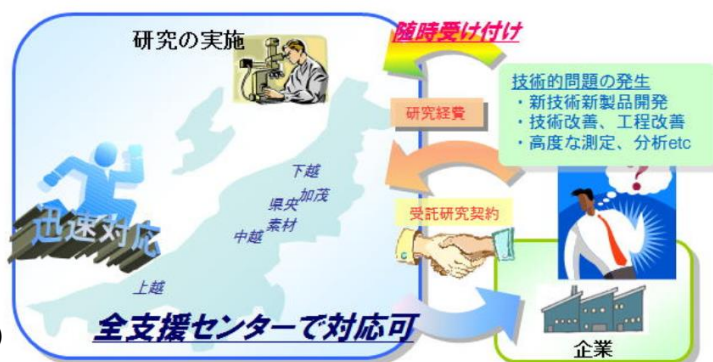 研究の実施
随時受け付け
技術的問題の発生
・新技術新製品開発
・技術改善、工程改善
・高度な測定、分析etc
研究経費
?
下越
県央 加茂
素材
中越
受託研究契約
迅速対応
上越
全支援センターで対応可
企業
)